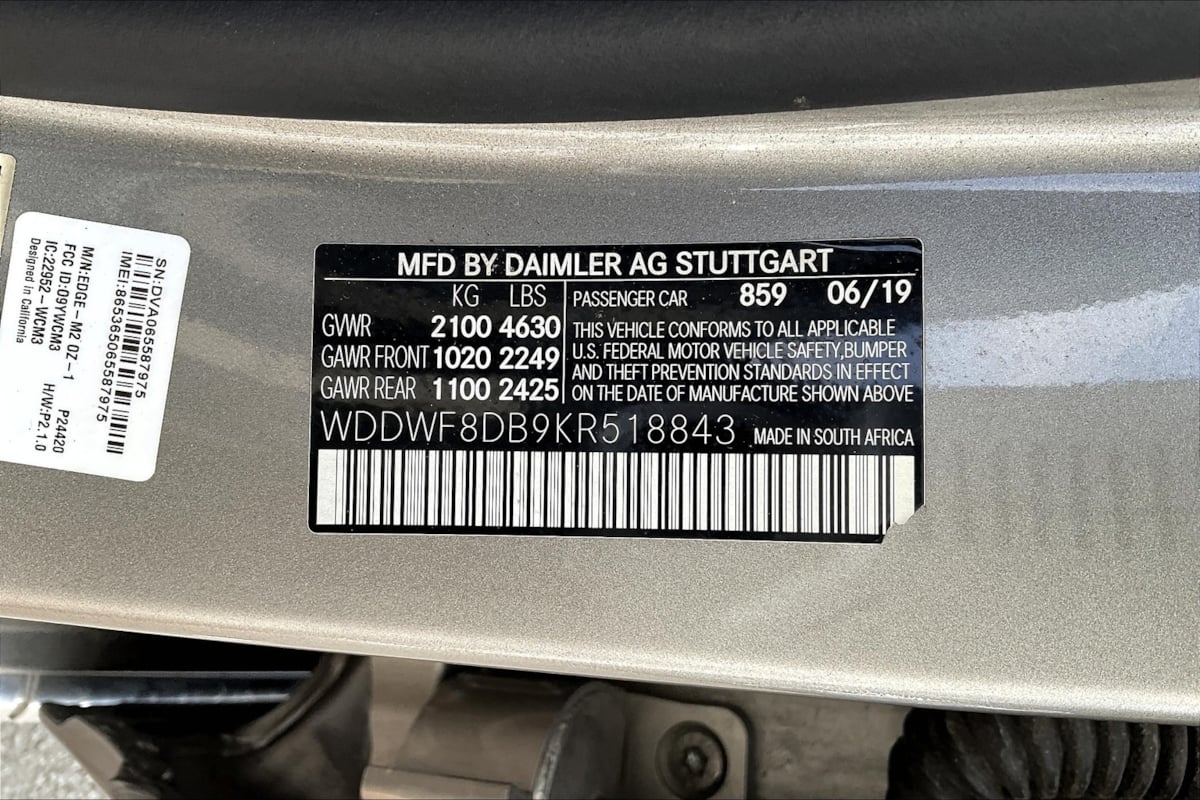 SN:DVA065587975
IMEI:865365065587975
M/N:EDGE-M2 0Z-1 P24420
FCC ID:09YWCM3 H/W:P2.1.0
IC:22952-WCM3
Designed in California
MFD BY DAIMLER AG STUTTGART
KG LBS
GVWR 2100 4630
GAWR FRONT 1020 2249
GAWR REAR 1100 2425
PASSENGER CAR 859 06/19
THIS VEHICLE CONFORMS TO ALL APPLICABLE
U.S. FEDERAL MOTOR VEHICLE SAFETY,BUMPER
AND THEFT PREVENTION STANDARDS IN EFFECT
ON THE DATE OF MANUFACTURE SHOWN ABOVE
WDDWF8DB9KR518843 MADE IN SOUTH AFRICA